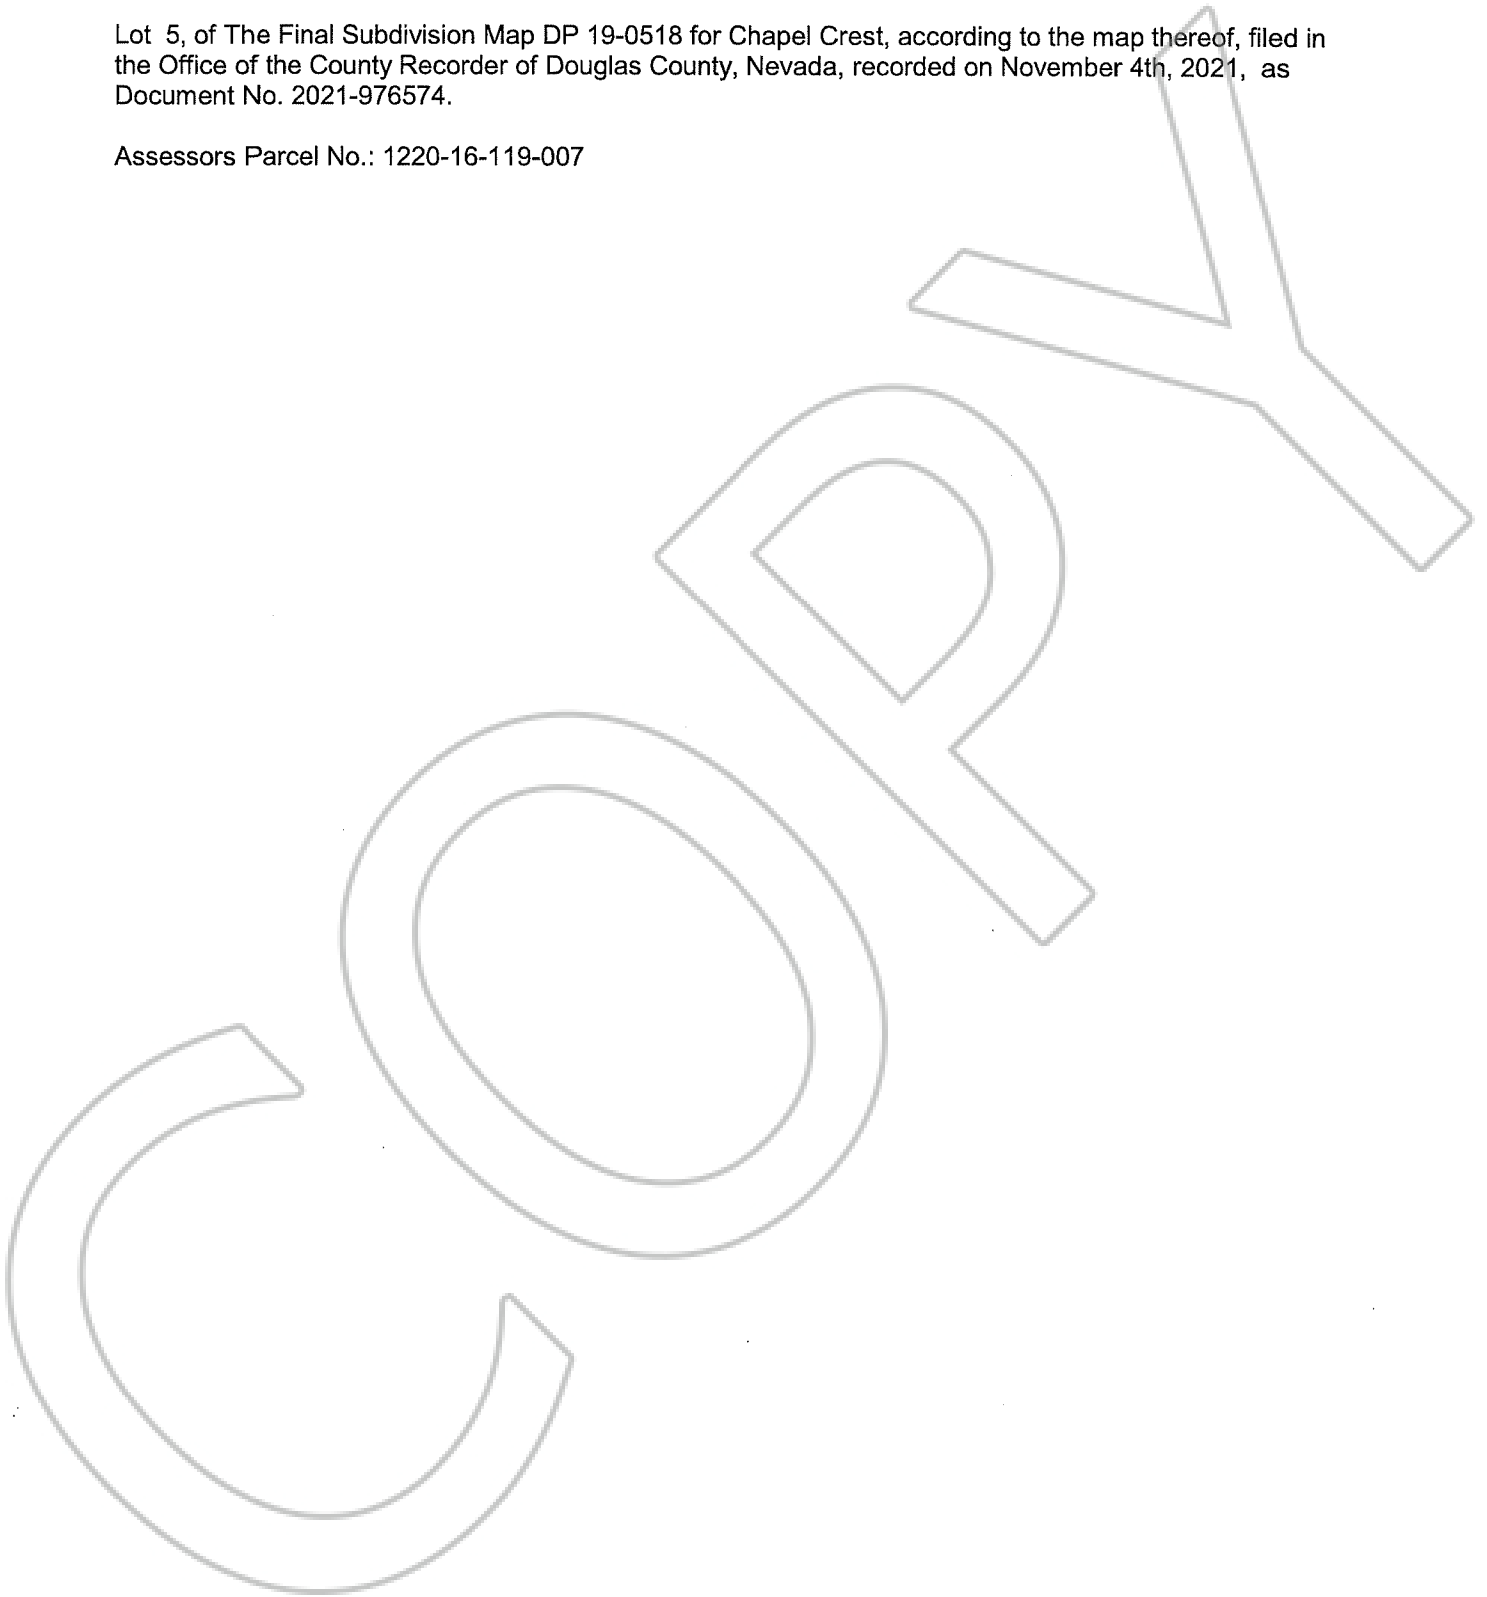 Lot  5, of The Final Subdivision Map DP 19-0518 for Chapel Crest, according to the map thereof, filed in
the Office of the County Recorder of Douglas County, Nevada, recorded on November 4th, 2021,  as
Document No. 2021-976574.
Assessors Parcel No.: 1220-16-119-007
COPY